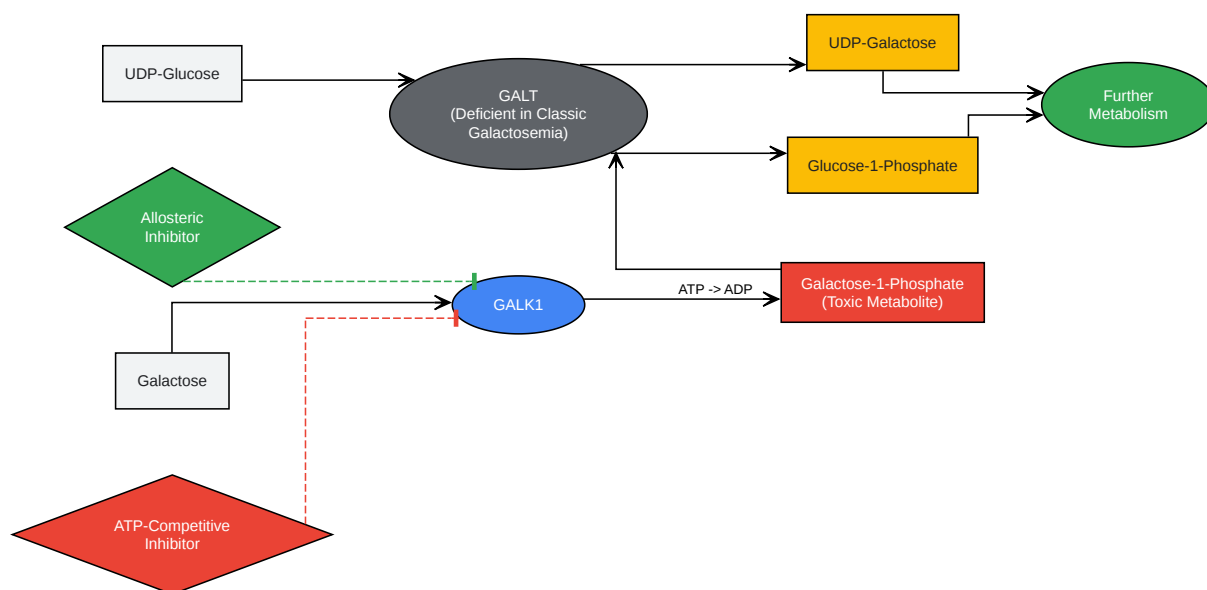 UDP-Glucose
GALT
(Deficient in Classic
Galactosemia)
UDP-Galactose
Further
Metabolism
Glucose-1-Phosphate
Allosteric
Inhibitor
GALK1
ATP -> ADP
Galactose-1-Phosphate
(Toxic Metabolite)
Galactose
ATP-Competitive
Inhibitor